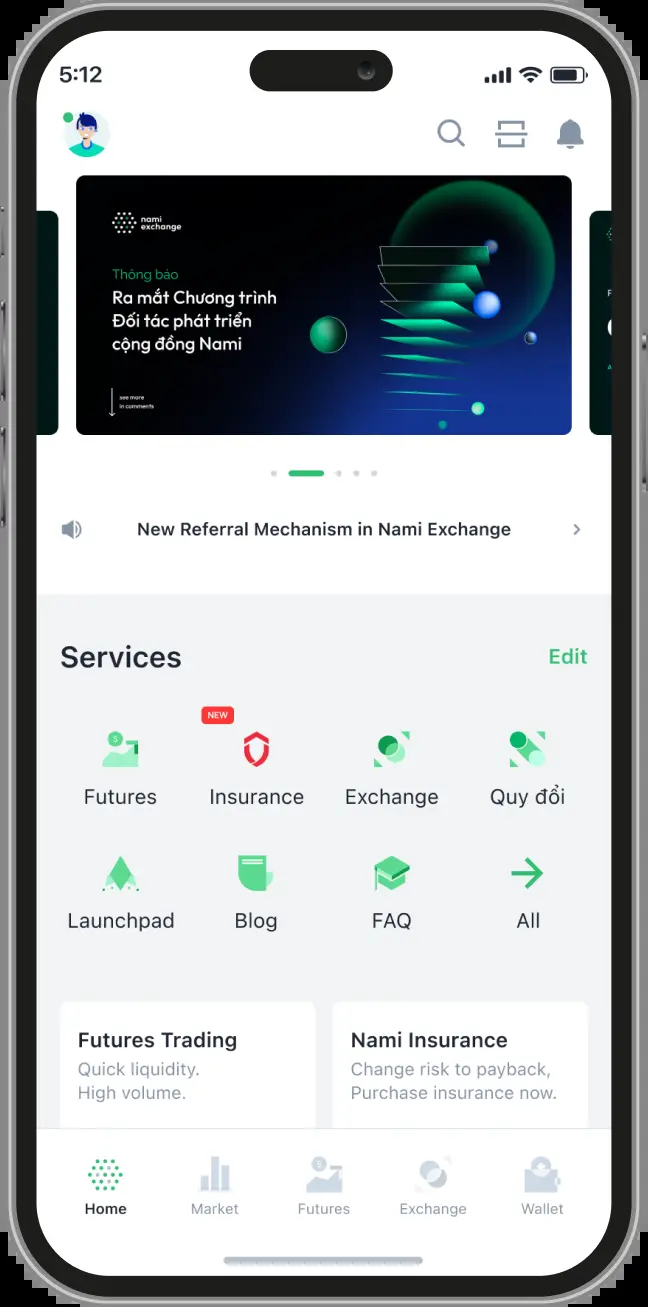 5:12
nami
exchange
Thông báo
Ra mắt Chương trình
Đối tác phát triển
cộng đồng Nami
see more
in comments
New Referral Mechanism in Nami Exchange
Services
Edit
NEW
Futures
Insurance
Exchange
Quy đổi
Launchpad
Blog
FAQ
All
Futures Trading
Quick liquidity.
High volume.
Nami Insurance
Change risk to payback,
Purchase insurance now.
Home
Market
Futures
Exchange
Wallet